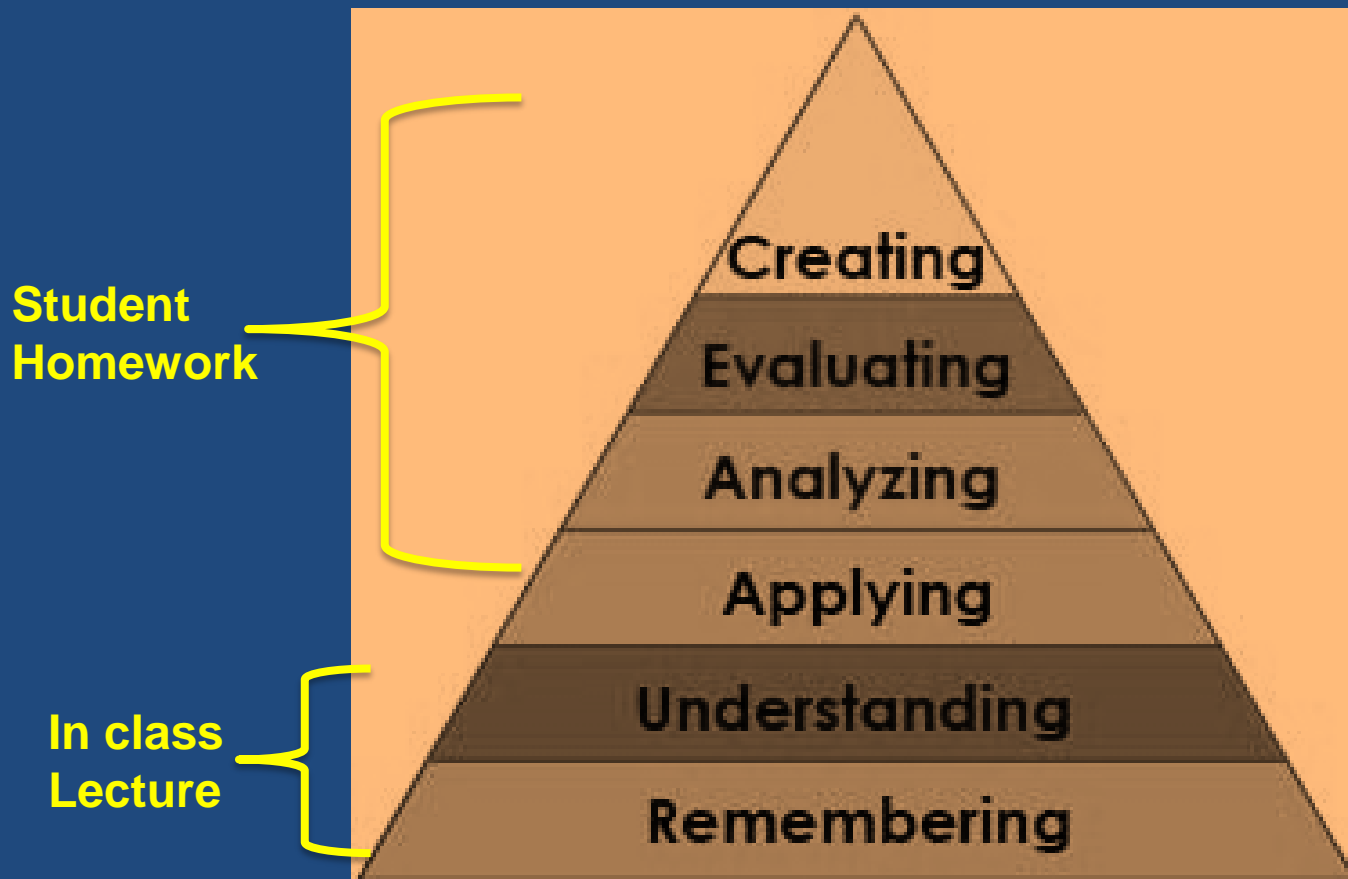 Creating
Student
Homework
Evaluating
Analyzing
Applying
Understanding
In class
Lecture
Remembering